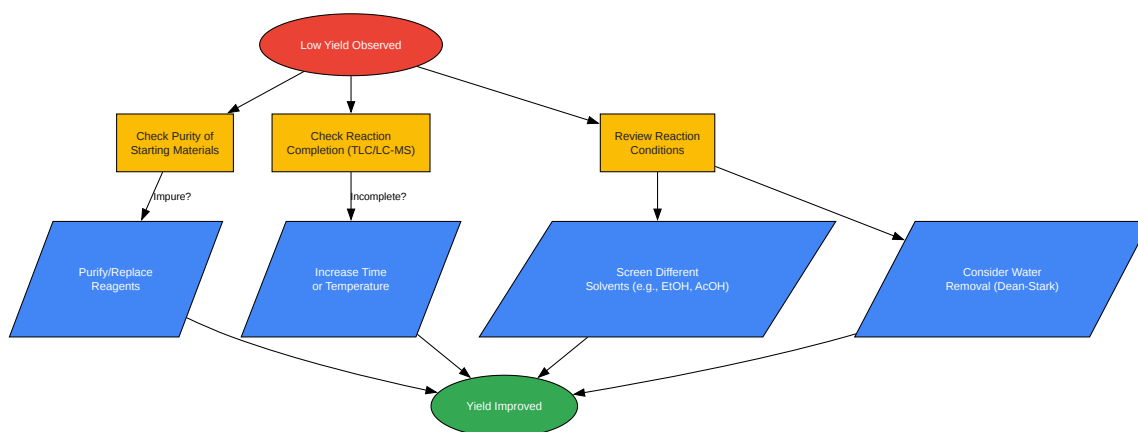 Low Yield Observed
Check Purity of
Starting Materials
Check Reaction
Completion (TLC/LC-MS)
Review Reaction
Conditions
Impure?
Incomplete?
Purify/Replace
Reagents
Increase Time
or Temperature
Screen Different
Solvents (e.g., EtOH, AcOH)
Consider Water
Removal (Dean-Stark)
Yield Improved